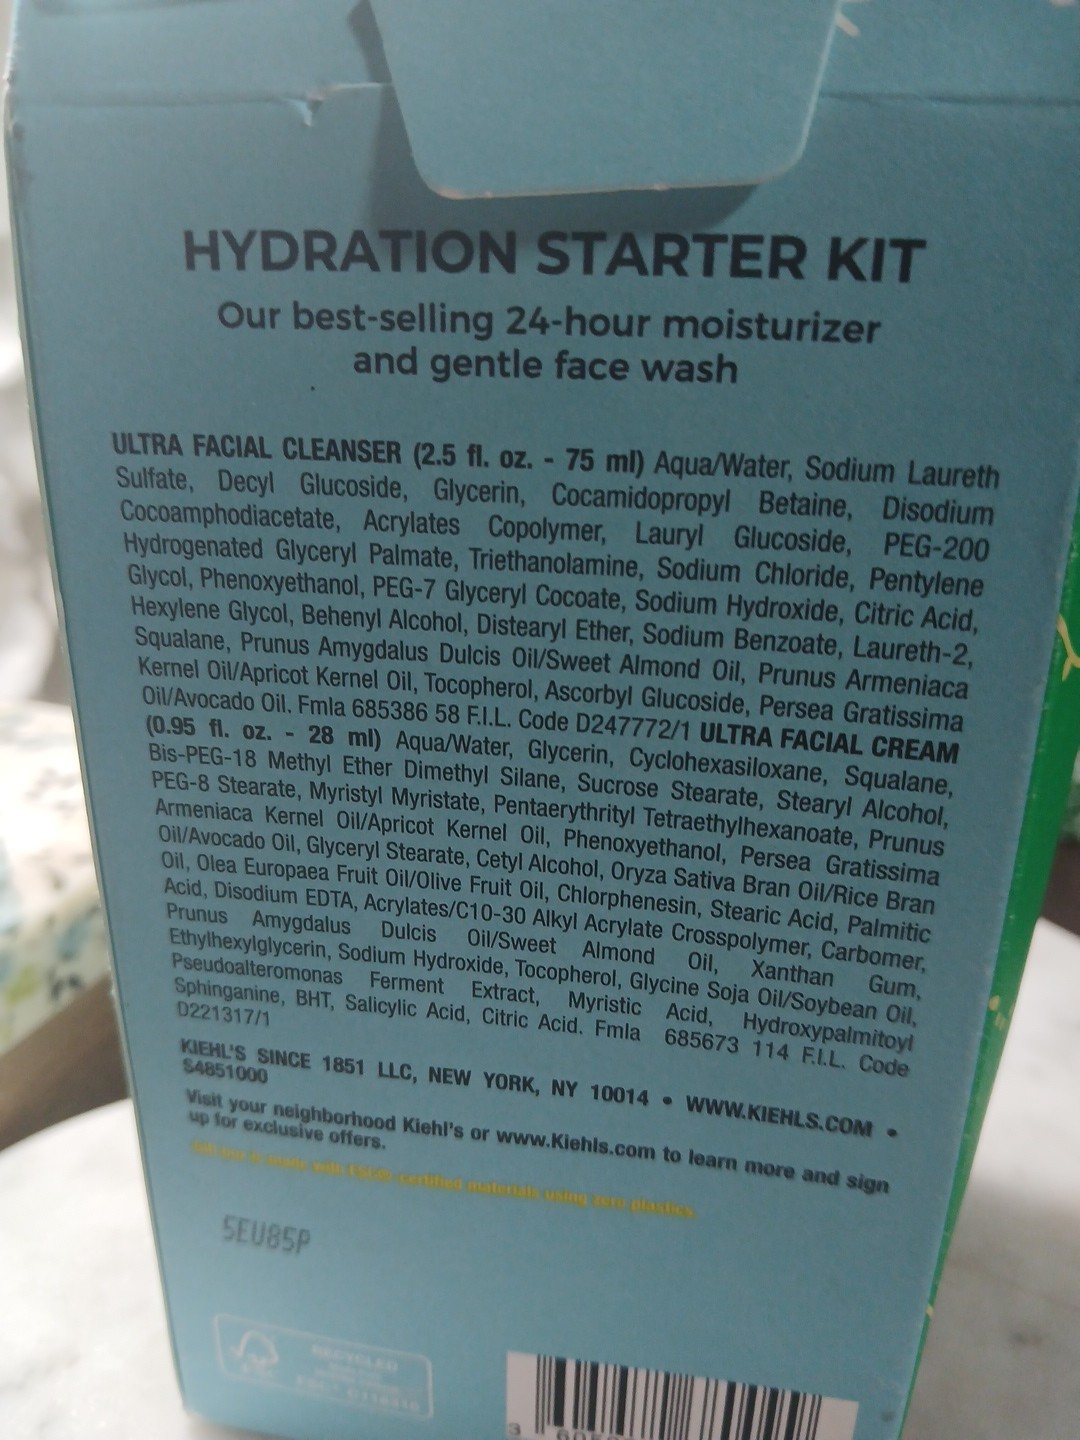 HYDRATION STARTER KIT
Our best-selling 24-hour moisturizer
and gentle face wash
ULTRA FACIAL CLEANSER (2.5 fl. oz. - 75 ml) Aqua/Water, Sodium Laureth
Sulfate, Decyl Glucoside, Glycerin, Cocamidopropyl Betaine, Disodium
Cocoamphodiacetate, Acrylates Copolymer, Lauryl Glucoside, PEG-200
Hydrogenated Glyceryl Palmate, Triethanolamine, Sodium Chloride, Pentylene
Glycol, Phenoxyethanol, PEG-7 Glyceryl Cocoate, Sodium Hydroxide, Citric Acid,
Hexylene Glycol, Behenyl Alcohol, Distearyl Ether, Sodium Benzoate, Laureth-2,
Squalane, Prunus Amygdalus Dulcis Oil/Sweet Almond Oil, Prunus Armeniaca
Kernel Oil/Apricot Kernel Oil, Tocopherol, Ascorbyl Glucoside, Persea Gratissima
Oil/Avocado Oil. Fmla 685386 58 F.I.L. Code D247772/1 ULTRA FACIAL CREAM
(0.95 fl. oz. - 28 ml) Aqua/Water, Glycerin, Cyclohexasiloxane, Squalane,
Bis-PEG-18 Methyl Ether Dimethyl Silane, Sucrose Stearate, Stearyl Alcohol,
PEG-8 Stearate, Myristyl Myristate, Pentaerythrityl Tetraethylhexanoate, Prunus
Armeniaca Kernel Oil/Apricot Kernel Oil, Phenoxyethanol, Persea Gratissima
Oil/Avocado Oil, Glyceryl Stearate, Cetyl Alcohol, Oryza Sativa Bran Oil/Rice Bran
Oil, Olea Europaea Fruit Oil/Olive Fruit Oil, Chlorphenesin, Stearic Acid, Palmitic
Acid, Disodium EDTA, Acrylates/C10-30 Alkyl Acrylate Crosspolymer, Carbomer,
Prunus Amygdalus Dulcis Oil/Sweet Almond Oil, Xanthan Gum,
Ethylhexylglycerin, Sodium Hydroxide, Tocopherol, Glycine Soja Oil/Soybean Oil,
Pseudoalteromonas Ferment Extract, Myristic Acid, Hydroxypalmitoyl
Sphinganine, BHT, Salicylic Acid, Citric Acid. Fmla 685673 114 F.I.L. Code
D221317/1
KIEHL'S SINCE 1851 LLC, NEW YORK, NY 10014 • WWW.KIEHLS.COM •
S4851000
Visit your neighborhood Kiehl's or www.Kiehls.com to learn more and sign
up for exclusive offers.
is made with FSC®-certified materials using zero plastics.
5EU85P
RECYCLED
3